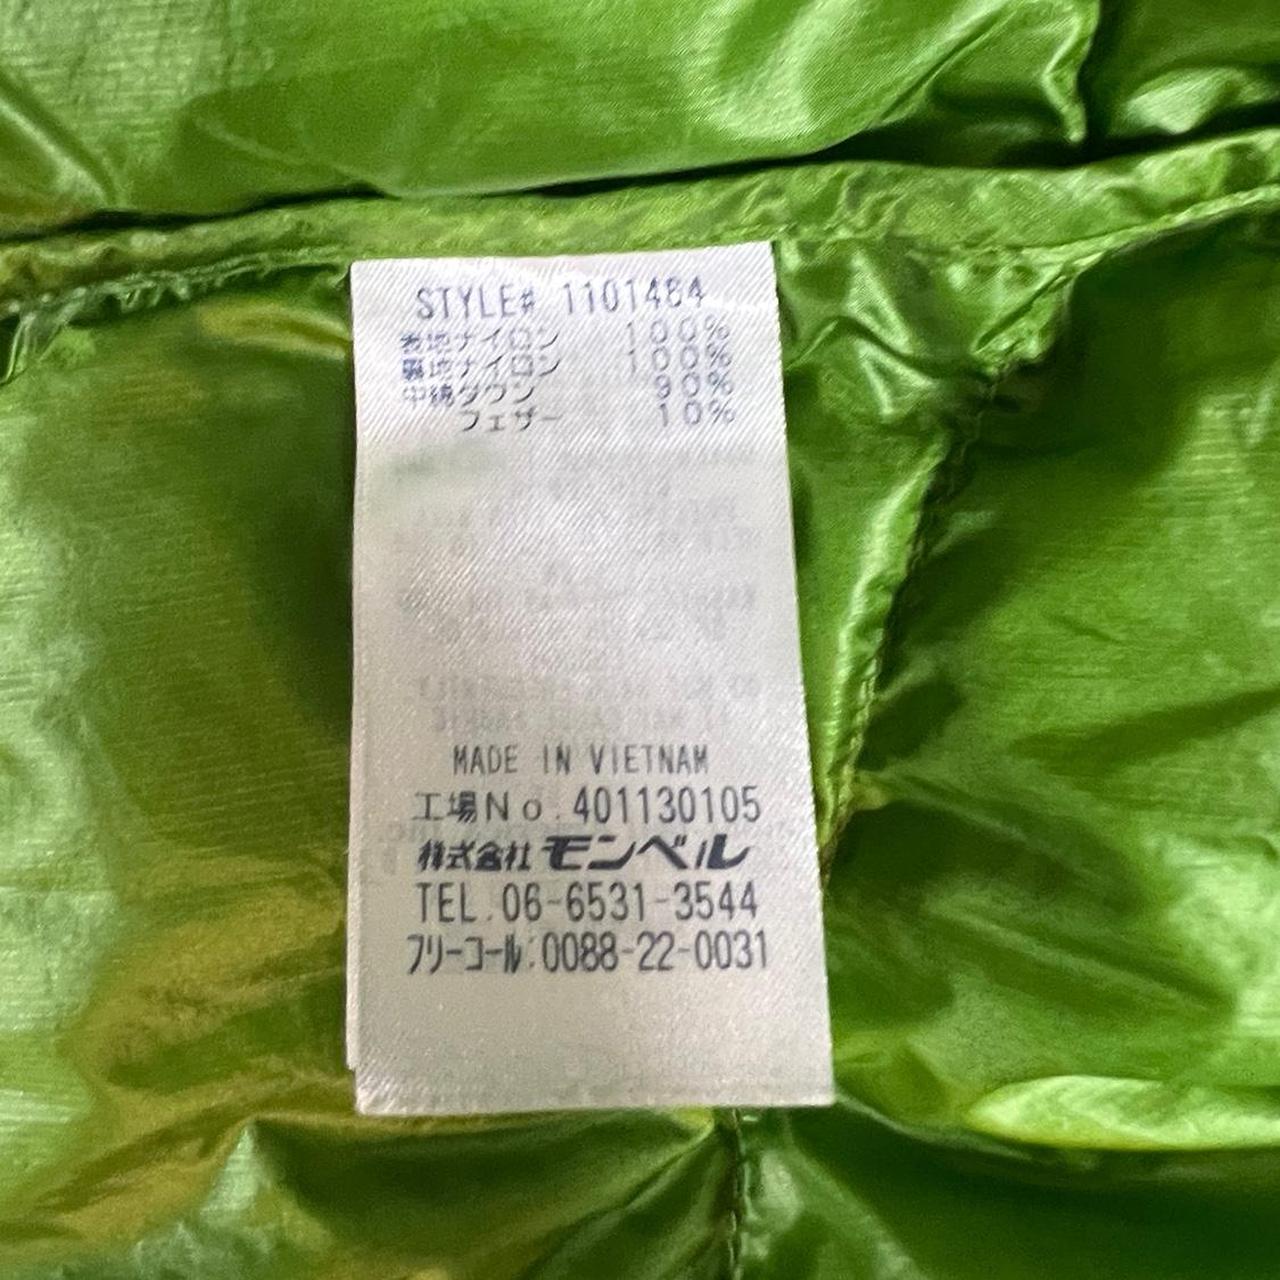 STYLE# 1101484
表地ナイロン 100%
裏地ナイロン 100%
中綿ダウン 90%
フェザー 10%
MADE IN VIETNAM
工場No.401130105
株式会社モンベル
TEL.06-6531-3544
フリーコール:0088-22-0031